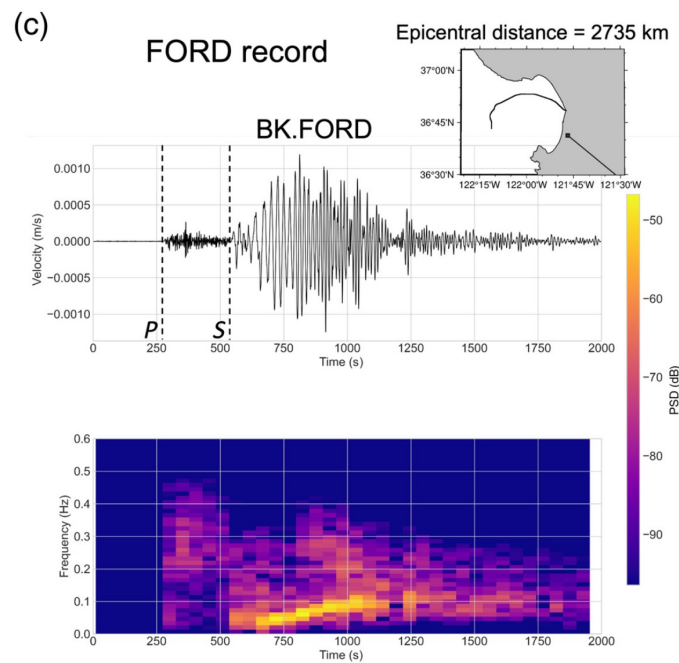 (c)
FORD record
Epicentral distance = 2735 km
37°00'N
36°45'N
36°30'N
122°15'W 122°00'W 121°45'W 121°30'W
BK.FORD
0.0010
0.0005
0.0000
−0.0005
−0.0010
Velocity (m/s)
P
S
0 250 500 750 1000 1250 1500 1750 2000
Time (s)
−50
−60
−70
−80
−90
PSD (dB)
0.6
0.5
0.4
0.3
0.2
0.1
0.0
Frequency (Hz)
0 250 500 750 1000 1250 1500 1750 2000
Time (s)